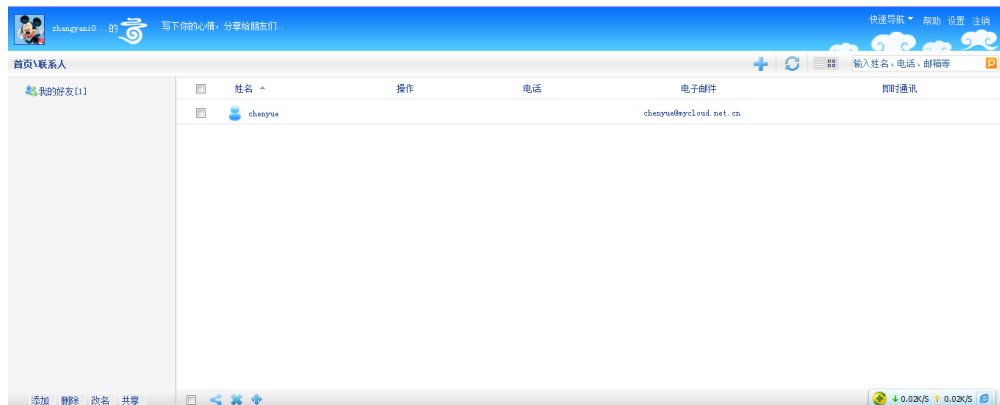 zhangyani0... 的 云 写下你的心情，分享给朋友们.. 快速导航 帮助 设置 注销
首页\联系人 输入姓名、电话、邮箱等
我的好友[1] 姓名 操作 电话 电子邮件 即时通讯
chenyue chenyue@mycloud.net.cn
添加 删除 改名 共享 ↓0.02K/S ↑0.02K/S